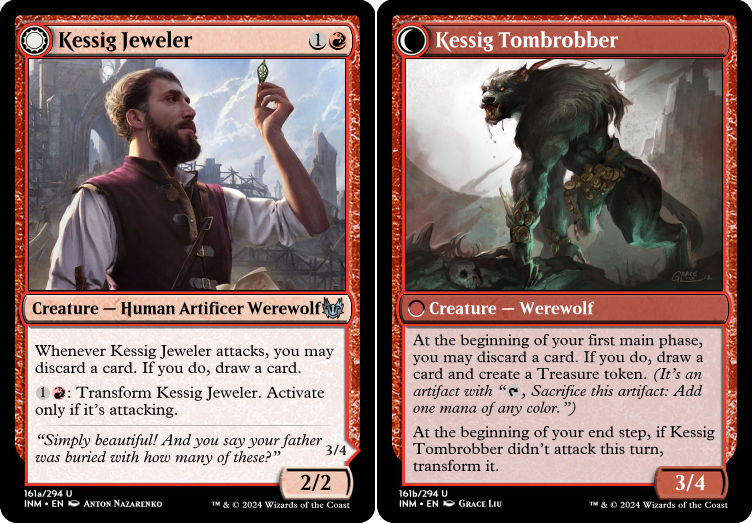 Kessig Jeweler
1
Creature — Human Artificer Werewolf
Whenever Kessig Jeweler attacks, you may
discard a card. If you do, draw a card.
1 : Transform Kessig Jeweler. Activate
only if it's attacking.
“Simply beautiful! And you say your father
was buried with how many of these?”
3/4
2/2
161a/294 U
INM • EN Anton Nazarenko
™ & © 2024 Wizards of the Coast
Kessig Tombrobber
Creature — Werewolf
At the beginning of your first main phase,
you may discard a card. If you do, draw a
card and create a Treasure token. (It's an
artifact with “ , Sacrifice this artifact: Add
one mana of any color.”)
At the beginning of your end step, if Kessig
Tombrobber didn't attack this turn,
transform it.
3/4
161b/294 U
INM • EN Grace Liu
™ & © 2024 Wizards of the Coast